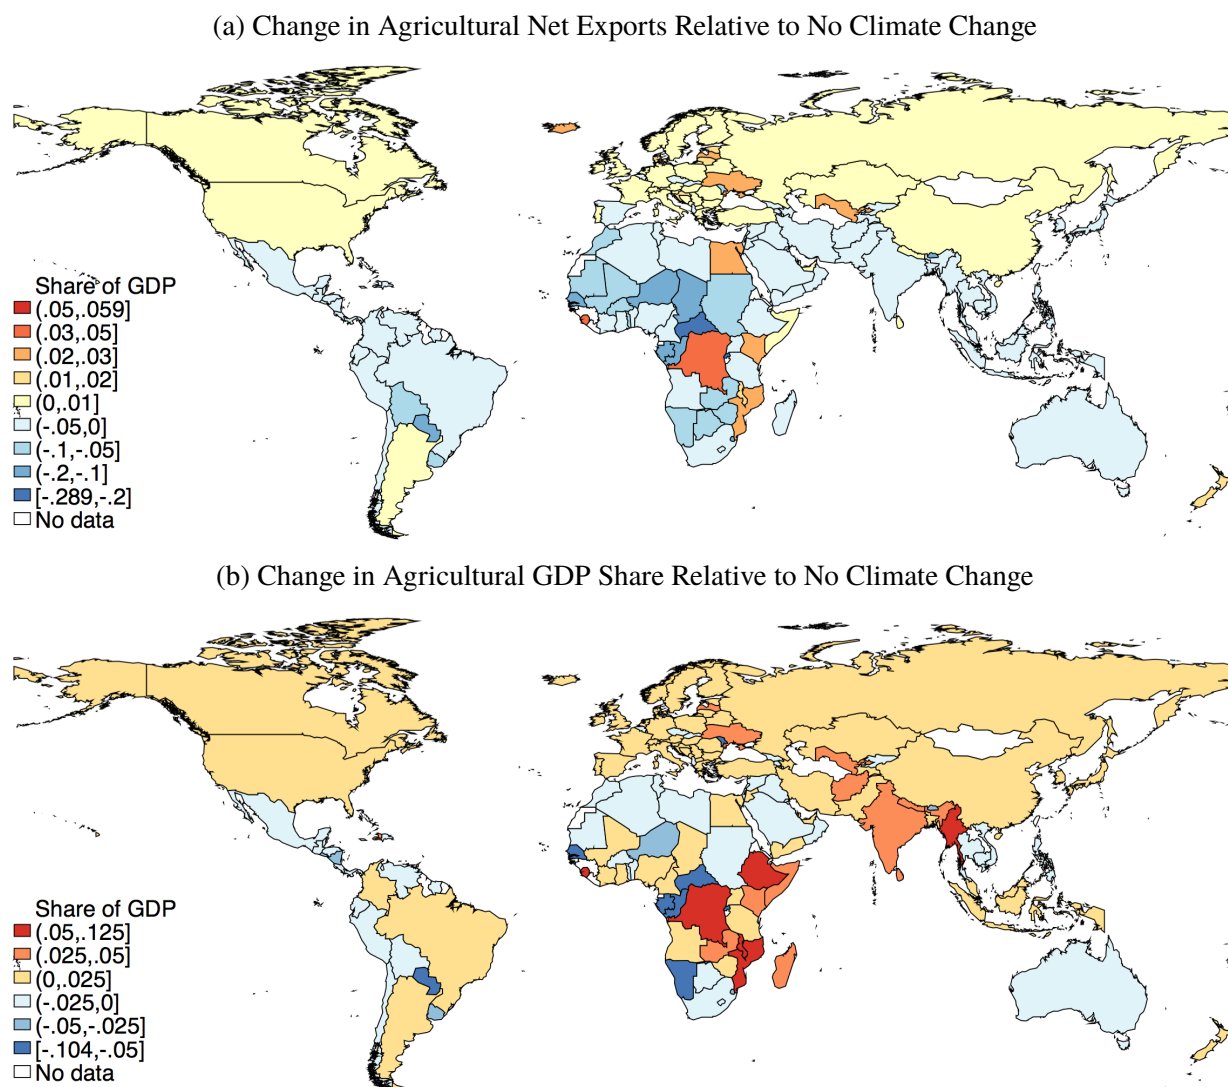 (a) Change in Agricultural Net Exports Relative to No Climate Change
Share of GDP
(.05,.059]
(.03,.05]
(.02,.03]
(.01,.02]
(0,.01]
(-.05,0]
(-.1,-.05]
(-.2,-.1]
[-.289,-.2]
No data
(b) Change in Agricultural GDP Share Relative to No Climate Change
Share of GDP
(.05,.125]
(.025,.05]
(0,.025]
(-.025,0]
(-.05,-.025]
[-.104,-.05]
No data